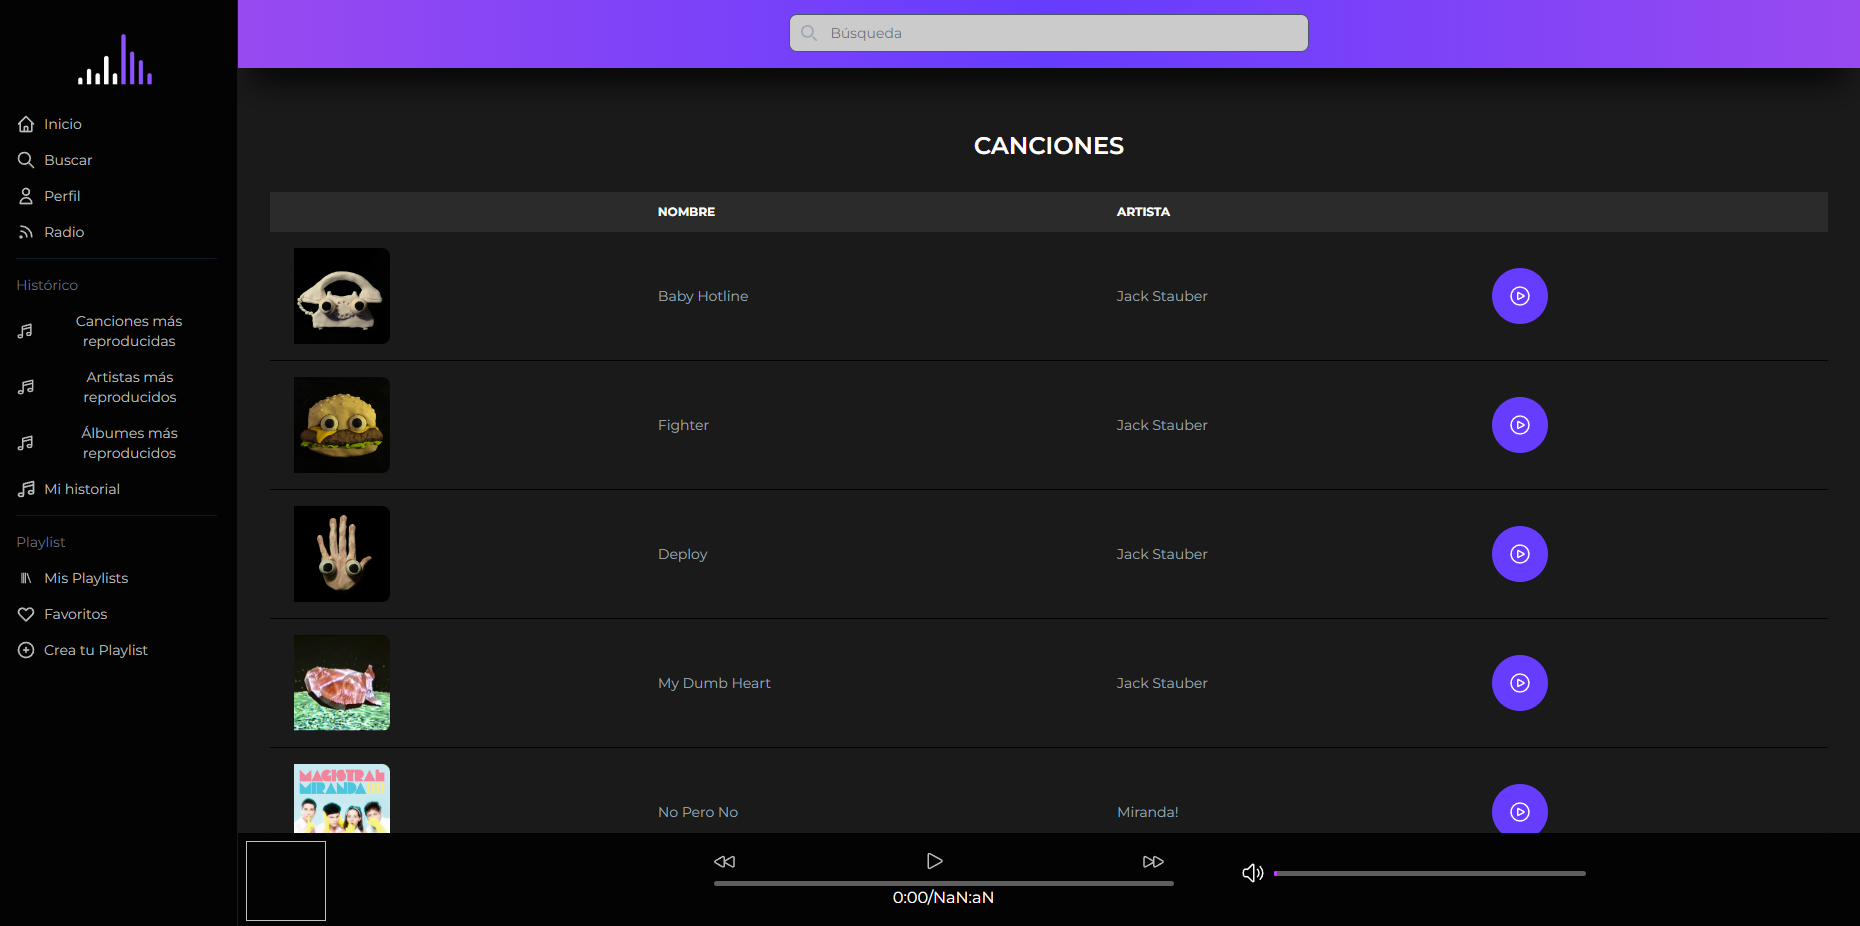 Búsqueda
Inicio
Buscar
Perfil
Radio
Histórico
Canciones más
reproducidas
Artistas más
reproducidos
Álbumes más
reproducidos
Mi historial
Playlist
Mis Playlists
Favoritos
Crea tu Playlist
CANCIONES
NOMBRE ARTISTA
Baby Hotline Jack Stauber
Fighter Jack Stauber
Deploy Jack Stauber
My Dumb Heart Jack Stauber
MAGISTRAL
MIRANDA!!!
No Pero No Miranda!
0:00/NaN:aN